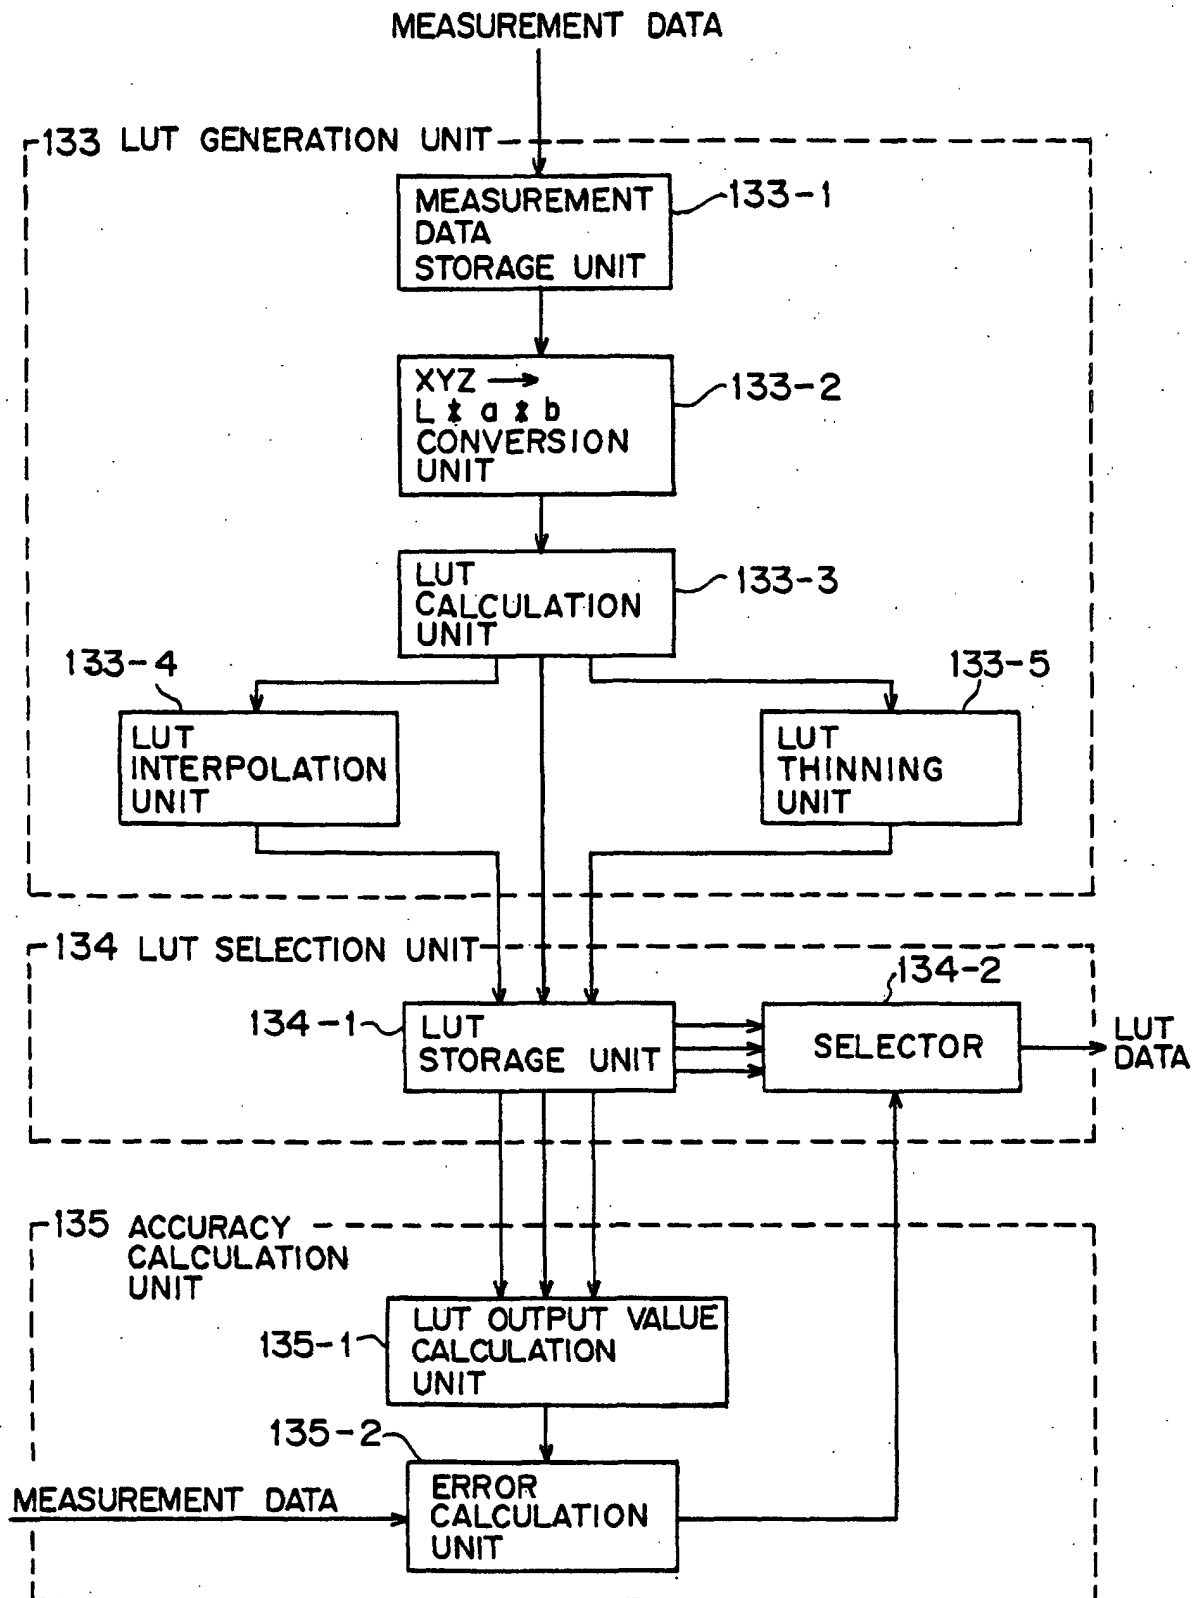 MEASUREMENT DATA
133 LUT GENERATION UNIT
MEASUREMENT
DATA
STORAGE UNIT
133-1
XYZ →
L * a * b
CONVERSION
UNIT
133-2
LUT
CALCULATION
UNIT
133-3
133-4
LUT
INTERPOLATION
UNIT
133-5
LUT
THINNING
UNIT
134 LUT SELECTION UNIT
134-1
LUT
STORAGE UNIT
134-2
SELECTOR
LUT
DATA
135 ACCURACY
CALCULATION
UNIT
135-1
LUT OUTPUT VALUE
CALCULATION
UNIT
135-2
MEASUREMENT DATA
ERROR
CALCULATION
UNIT